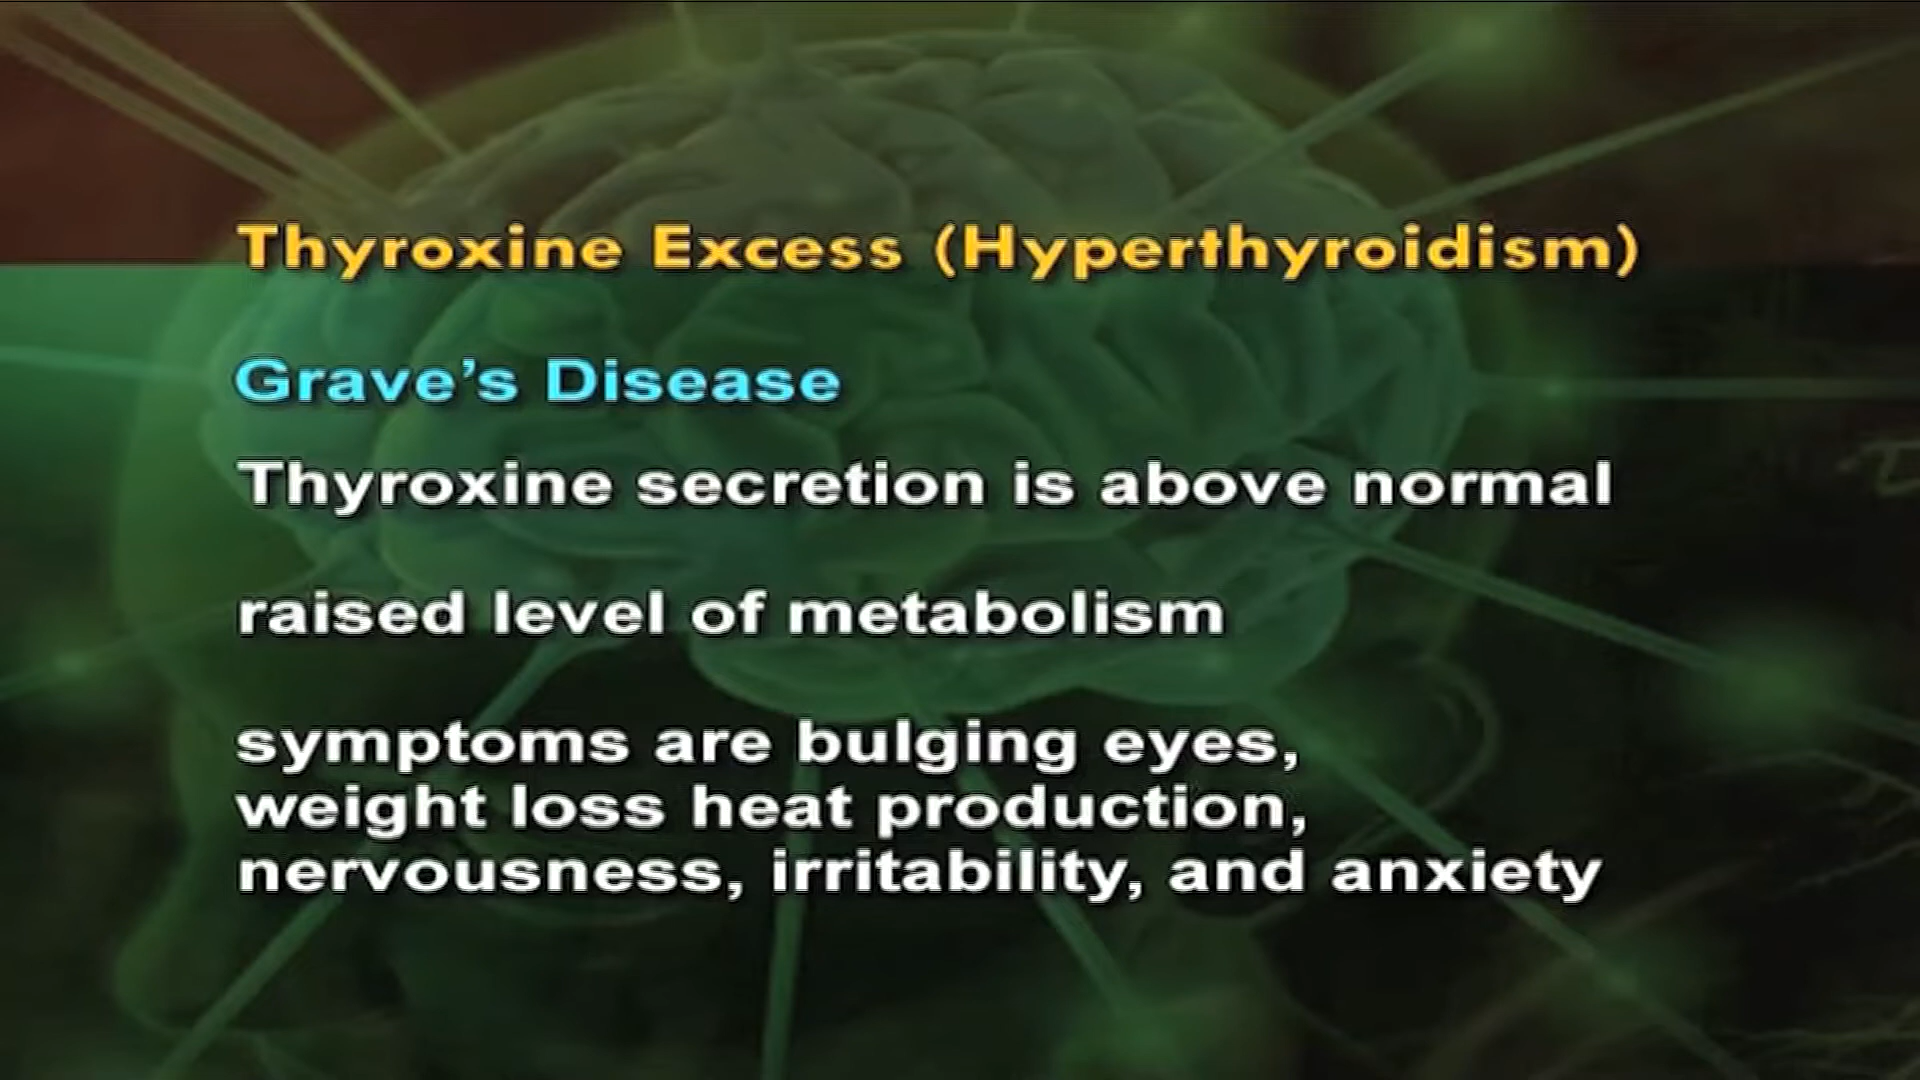 Thyroxine Excess (Hyperthyroidism)
Grave’s Disease
Thyroxine secretion is above normal
raised level of metabolism
symptoms are bulging eyes,
weight loss heat production,
nervousness, irritability, and anxiety